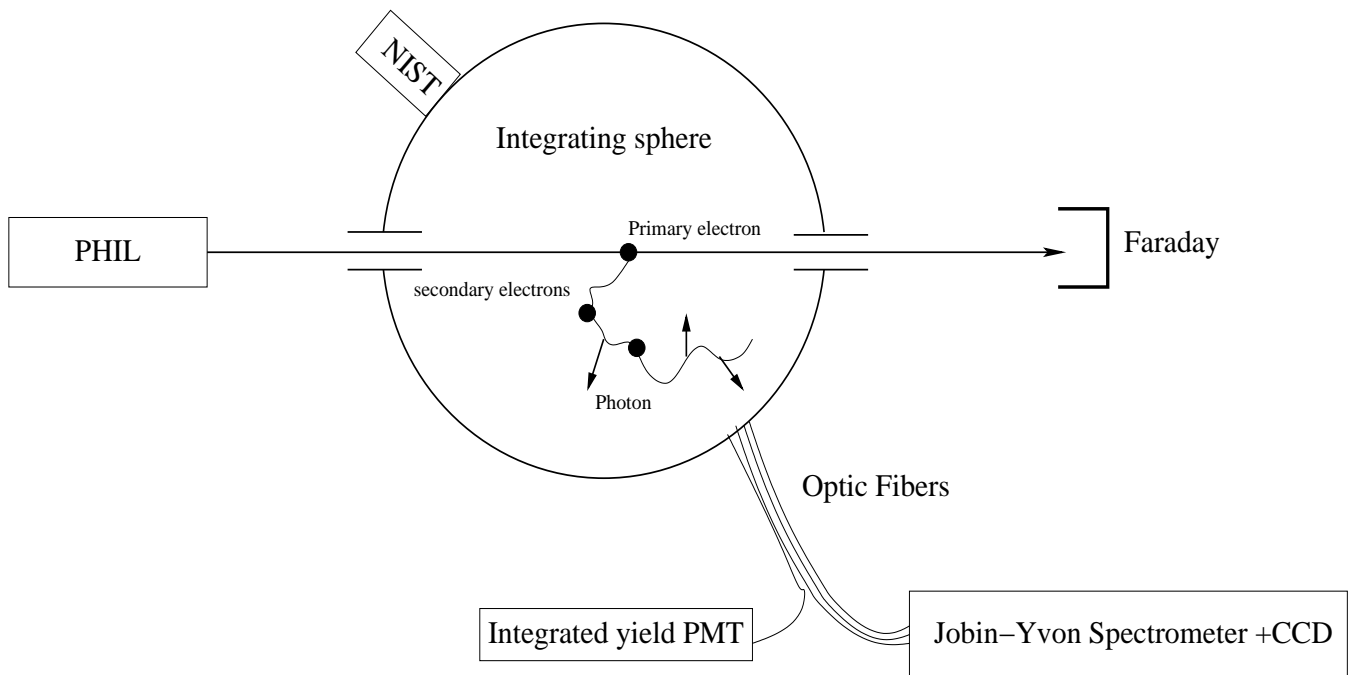 NIST
Integrating sphere
Primary electron
PHIL
Faraday
secondary electrons
Photon
Optic Fibers
Integrated yield PMT
Jobin−Yvon Spectrometer +CCD